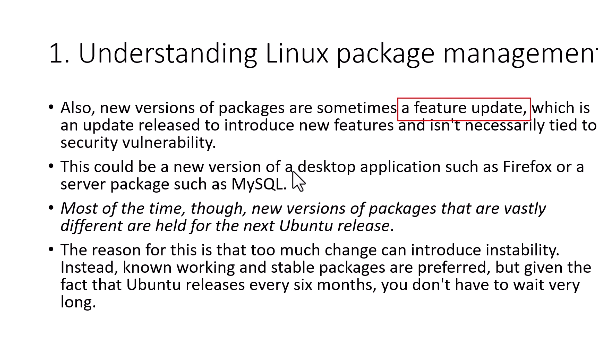 1. Understanding Linux package management
• Also, new versions of packages are sometimes a feature update, which is
an update released to introduce new features and isn't necessarily tied to
security vulnerability.
• This could be a new version of a desktop application such as Firefox or a
server package such as MySQL.
• Most of the time, though, new versions of packages that are vastly
different are held for the next Ubuntu release.
• The reason for this is that too much change can introduce instability.
Instead, known working and stable packages are preferred, but given the
fact that Ubuntu releases every six months, you don't have to wait very
long.